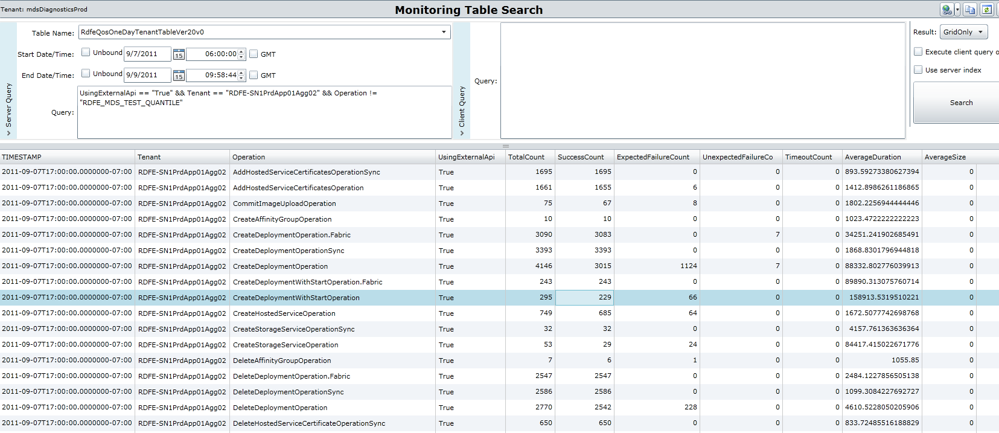 Tenant: mdsDiagnosticsProd
Monitoring Table Search
Table Name: RdfeQosOneDayTenantTableVer20v0
Start Date/Time: Unbound 9/7/2011 15 06:00:00 GMT
End Date/Time: Unbound 9/9/2011 15 09:58:44 GMT
Server Query
Query: UsingExternalApi == "True" && Tenant == "RDFE-SN1PrdApp01Agg02" && Operation !=
"RDFE_MDS_TEST_QUANTILE"
Client Query
Query:
Result: GridOnly
Execute client query o
Use server index
Search
TIMESTAMP Tenant Operation UsingExternalApi TotalCount SuccessCount ExpectedFailureCount UnexpectedFailureCo TimeoutCount AverageDuration AverageSize
2011-09-07T17:00:00.0000000-07:00 RDFE-SN1PrdApp01Agg02 AddHostedServiceCertificatesOperationSync True 1695 1695 0 0 0 893.59273380627394 0
2011-09-07T17:00:00.0000000-07:00 RDFE-SN1PrdApp01Agg02 AddHostedServiceCertificatesOperation True 1661 1655 6 0 0 1412.8986261186865 0
2011-09-07T17:00:00.0000000-07:00 RDFE-SN1PrdApp01Agg02 CommitImageUploadOperation True 75 67 8 0 0 1802.2256944444446 0
2011-09-07T17:00:00.0000000-07:00 RDFE-SN1PrdApp01Agg02 CreateAffinityGroupOperation True 10 10 0 0 0 1023.4722222222223 0
2011-09-07T17:00:00.0000000-07:00 RDFE-SN1PrdApp01Agg02 CreateDeploymentOperation.Fabric True 3090 3083 0 7 0 34251.241902685491 0
2011-09-07T17:00:00.0000000-07:00 RDFE-SN1PrdApp01Agg02 CreateDeploymentOperationSync True 3393 3393 0 0 0 1868.8301796944818 0
2011-09-07T17:00:00.0000000-07:00 RDFE-SN1PrdApp01Agg02 CreateDeploymentOperation True 4146 3015 1124 7 0 88332.802776039913 0
2011-09-07T17:00:00.0000000-07:00 RDFE-SN1PrdApp01Agg02 CreateDeploymentWithStartOperation.Fabric True 243 243 0 0 0 89890.313075760714 0
2011-09-07T17:00:00.0000000-07:00 RDFE-SN1PrdApp01Agg02 CreateDeploymentWithStartOperation True 295 229 66 0 0 158913.5319510221 0
2011-09-07T17:00:00.0000000-07:00 RDFE-SN1PrdApp01Agg02 CreateHostedServiceOperation True 749 685 64 0 0 1672.5077742698768 0
2011-09-07T17:00:00.0000000-07:00 RDFE-SN1PrdApp01Agg02 CreateStorageServiceOperationSync True 32 32 0 0 0 4157.761363636364 0
2011-09-07T17:00:00.0000000-07:00 RDFE-SN1PrdApp01Agg02 CreateStorageServiceOperation True 53 29 24 0 0 84417.415022671776 0
2011-09-07T17:00:00.0000000-07:00 RDFE-SN1PrdApp01Agg02 DeleteAffinityGroupOperation True 7 6 1 0 0 1055.85 0
2011-09-07T17:00:00.0000000-07:00 RDFE-SN1PrdApp01Agg02 DeleteDeploymentOperation.Fabric True 2547 2547 0 0 0 2484.1227856505138 0
2011-09-07T17:00:00.0000000-07:00 RDFE-SN1PrdApp01Agg02 DeleteDeploymentOperationSync True 2586 2586 0 0 0 1099.3084227692727 0
2011-09-07T17:00:00.0000000-07:00 RDFE-SN1PrdApp01Agg02 DeleteDeploymentOperation True 2770 2542 228 0 0 4610.5228050205906 0
2011-09-07T17:00:00.0000000-07:00 RDFE-SN1PrdApp01Agg02 DeleteHostedServiceCertificateOperationSync True 650 650 0 0 0 833.72485516188829 0